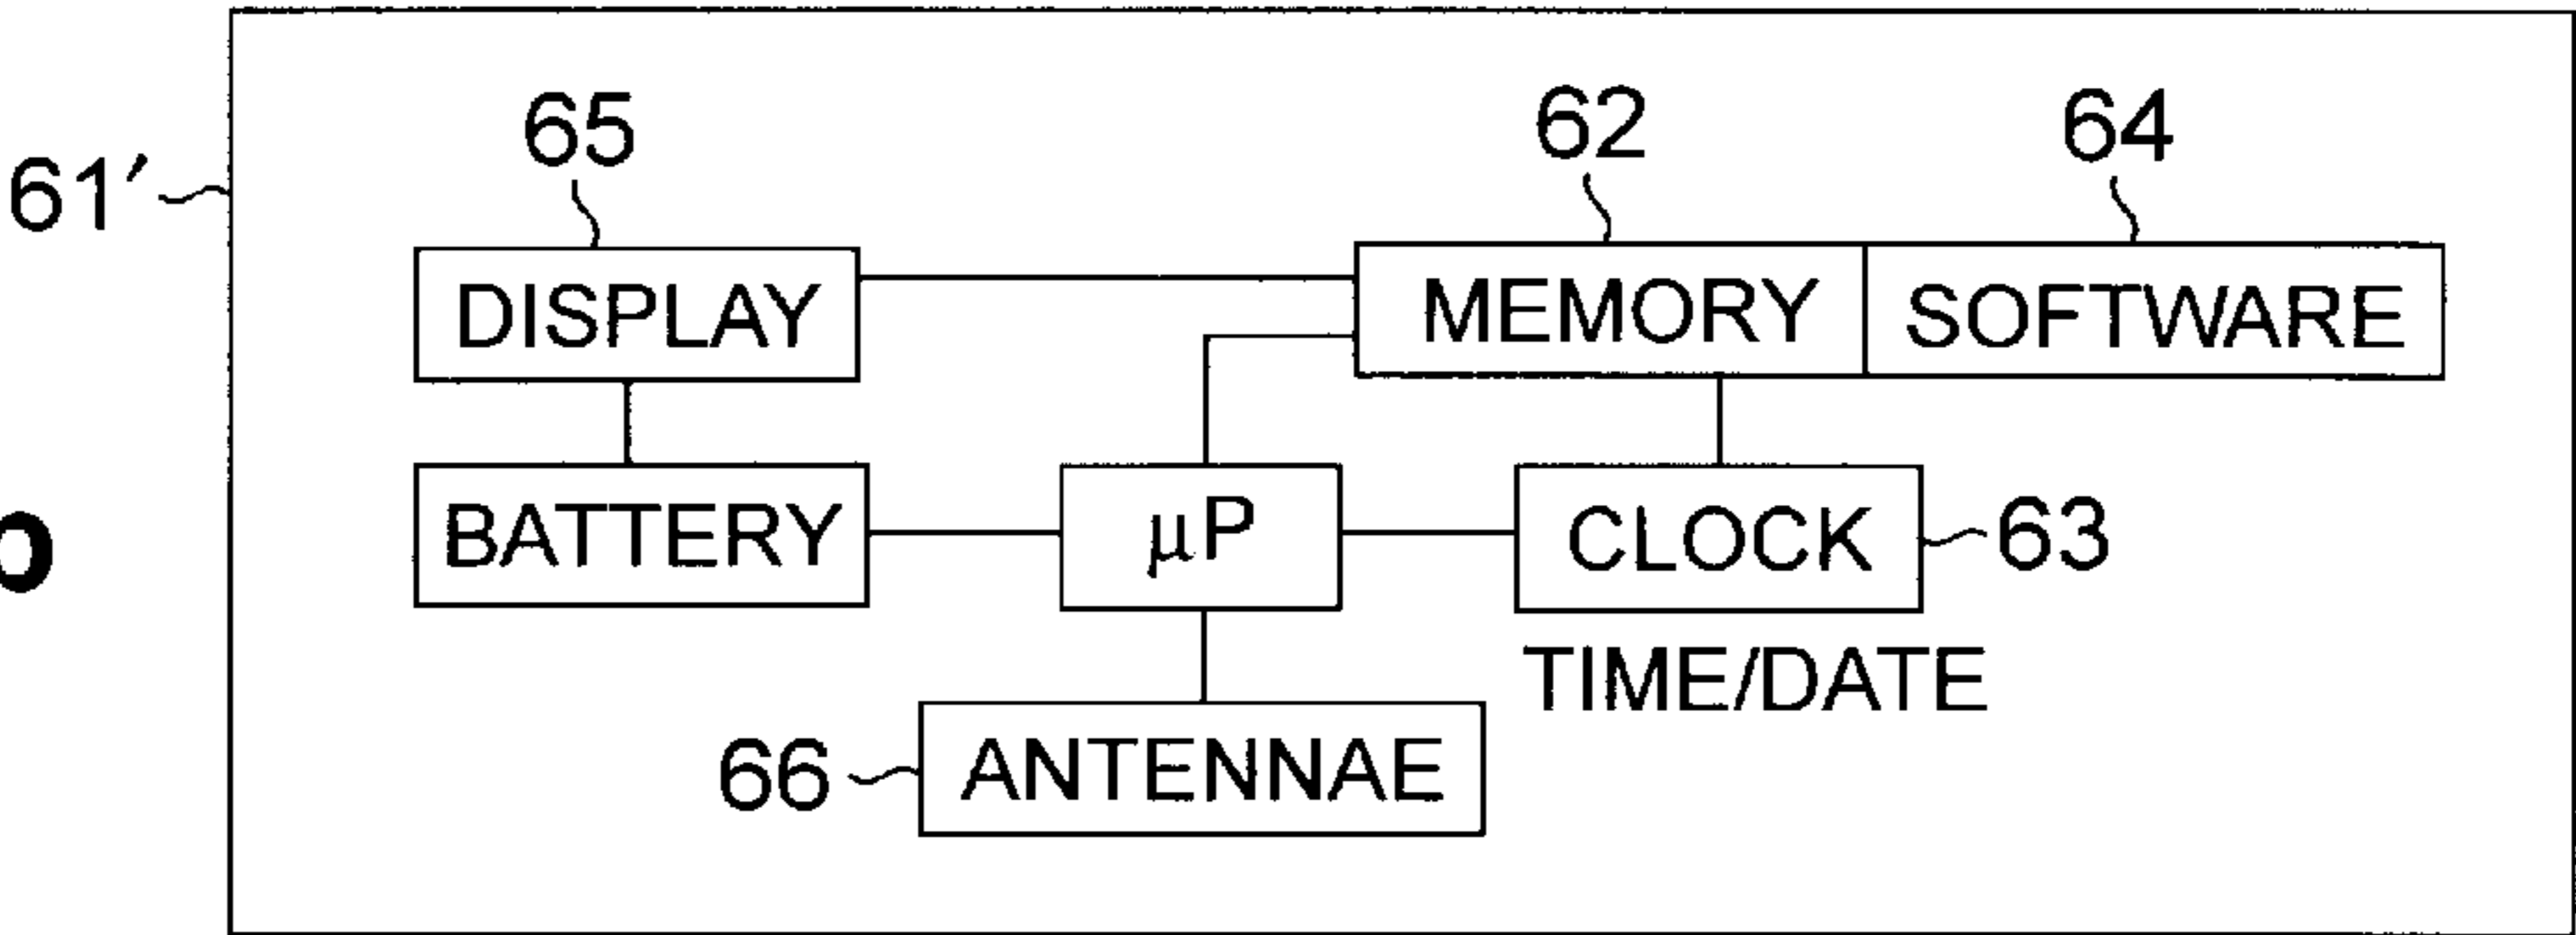 65 62 64
61′
DISPLAY MEMORY SOFTWARE
BATTERY μP CLOCK 63
TIME/DATE
66 ANTENNAE